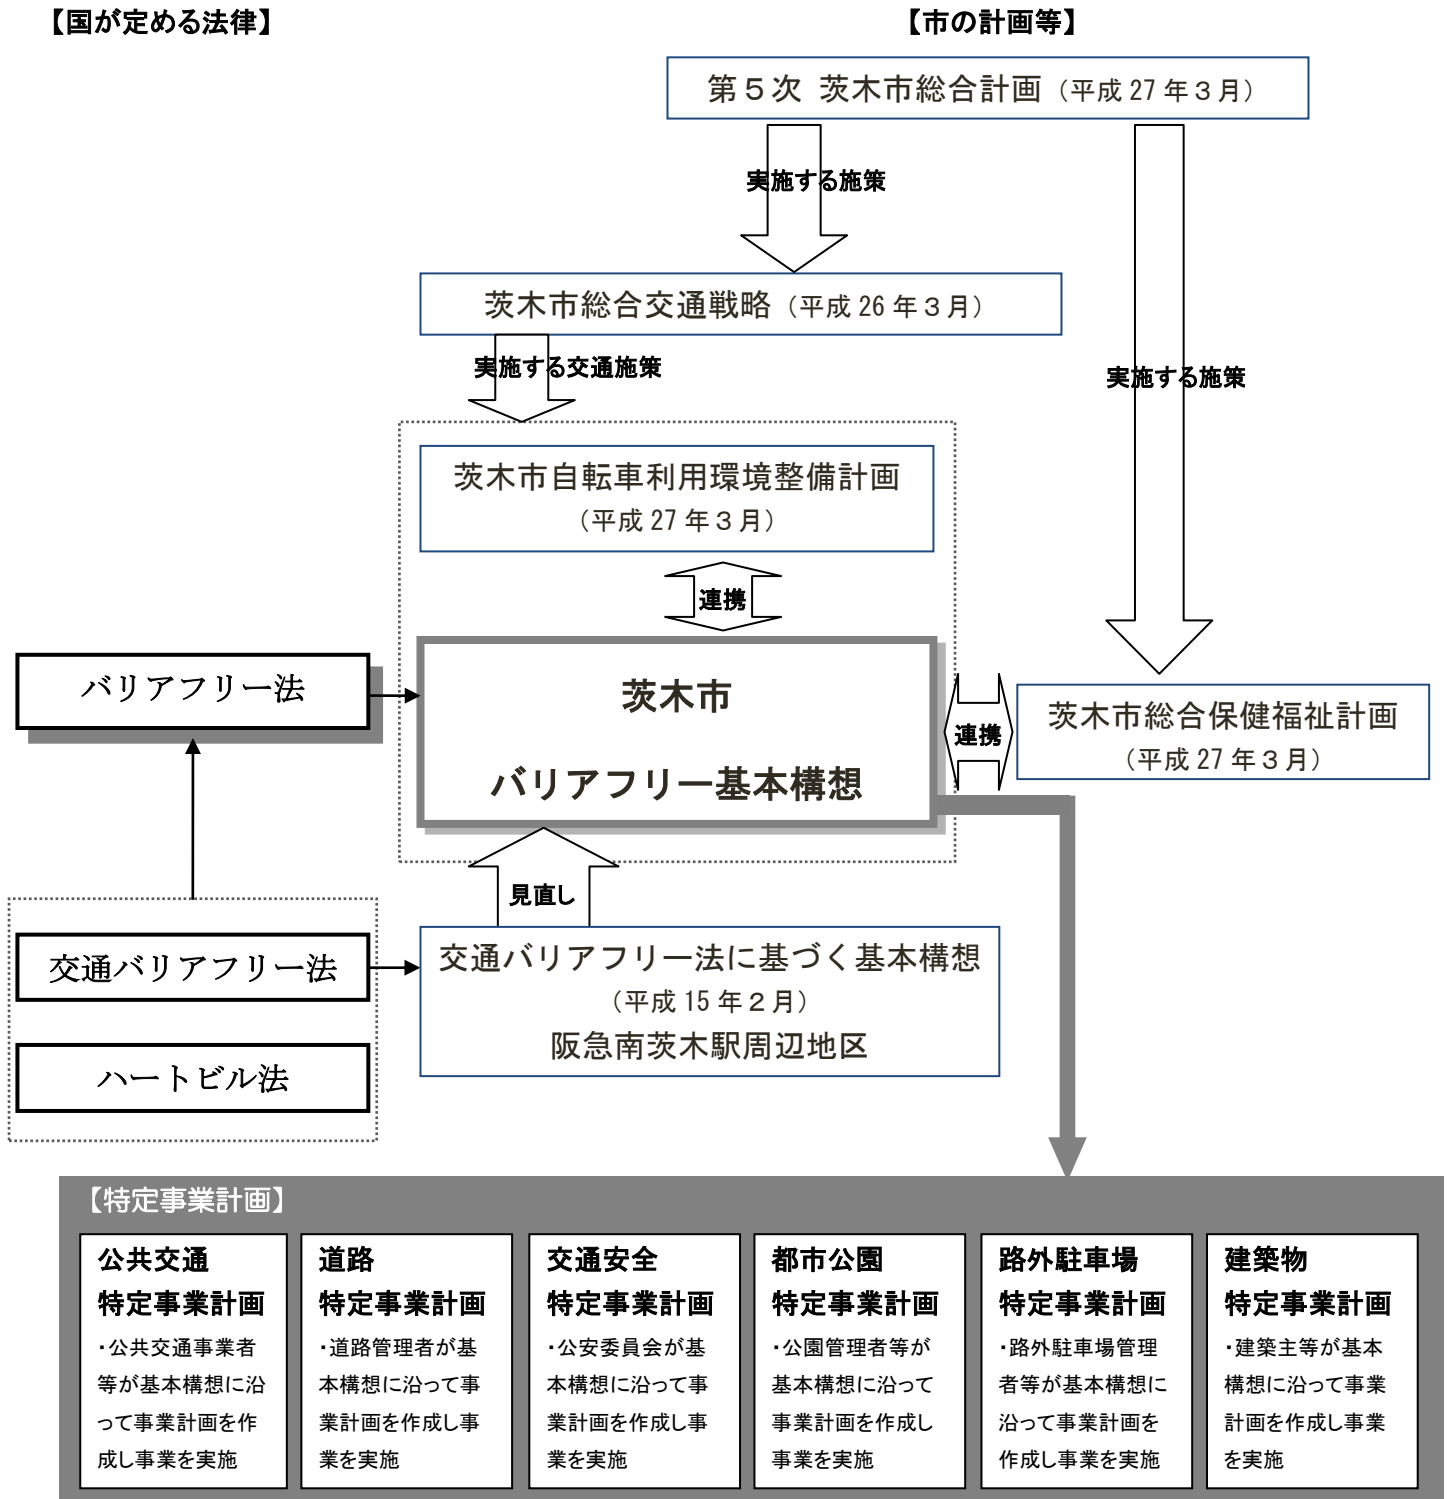 【国が定める法律】
【市の計画等】
第５次 茨木市総合計画（平成 27 年３月）
実施する施策
茨木市総合交通戦略（平成 26 年３月）
実施する交通施策
実施する施策
茨木市自転車利用環境整備計画
（平成 27 年３月）
連携
バリアフリー法
茨木市
バリアフリー基本構想
連携
茨木市総合保健福祉計画
（平成 27 年３月）
見直し
交通バリアフリー法
ハートビル法
交通バリアフリー法に基づく基本構想
（平成 15 年２月）
阪急南茨木駅周辺地区
【特定事業計画】
公共交通
特定事業計画
・公共交通事業者
等が基本構想に沿
って事業計画を作
成し事業を実施
道路
特定事業計画
・道路管理者が基
本構想に沿って事
業計画を作成し事
業を実施
交通安全
特定事業計画
・公安委員会が基
本構想に沿って事
業計画を作成し事
業を実施
都市公園
特定事業計画
・公園管理者等が
基本構想に沿って
事業計画を作成し
事業を実施
路外駐車場
特定事業計画
・路外駐車場管理
者等が基本構想に
沿って事業計画を
作成し事業を実施
建築物
特定事業計画
・建築主等が基本
構想に沿って事業
計画を作成し事業
を実施